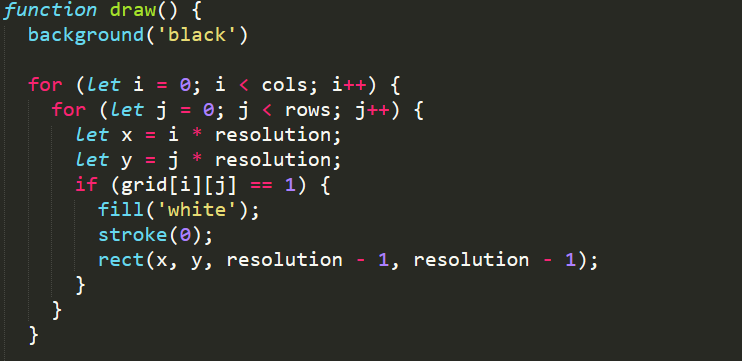 function draw() {
  background('black')

  for (let i = 0; i < cols; i++) {
    for (let j = 0; j < rows; j++) {
      let x = i * resolution;
      let y = j * resolution;
      if (grid[i][j] == 1) {
        fill('white');
        stroke(0);
        rect(x, y, resolution - 1, resolution - 1);
      }
    }
  }